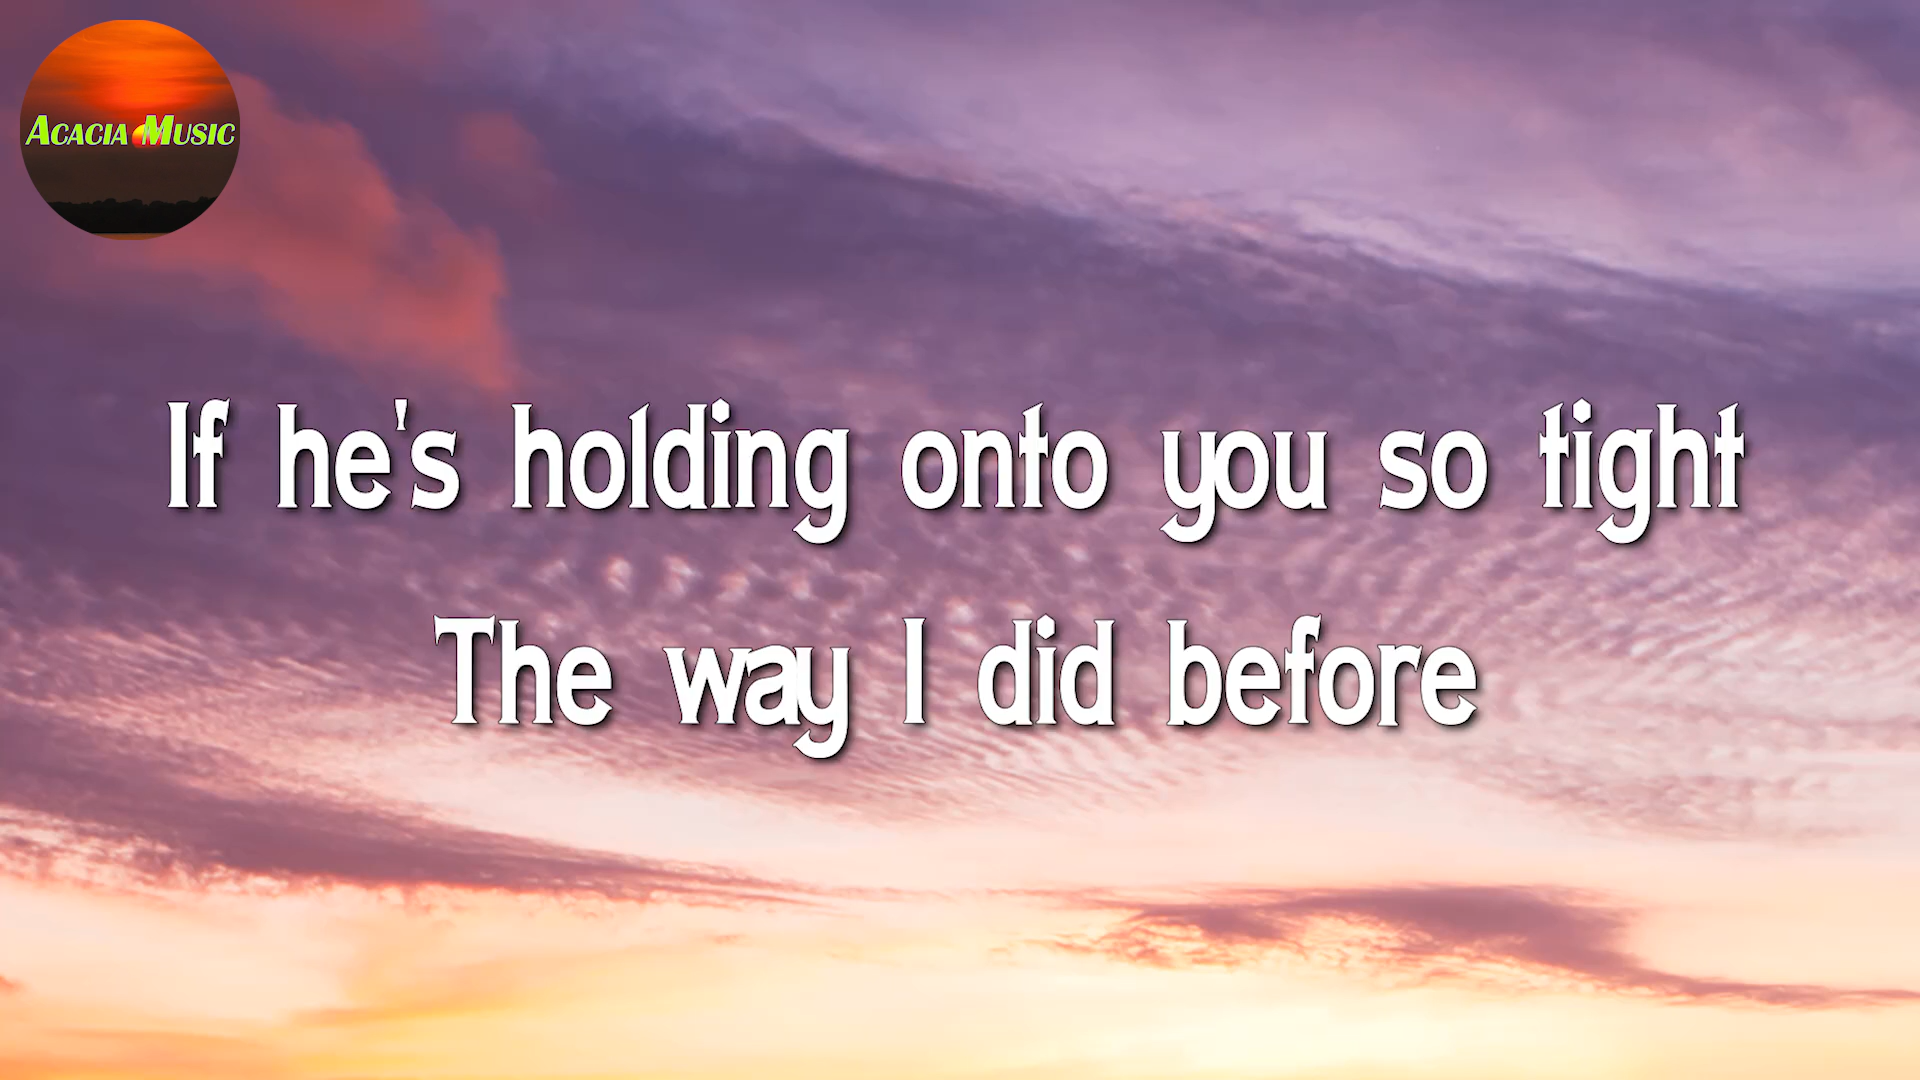 Acacia Music
If he's holding onto you so tight
The way I did before